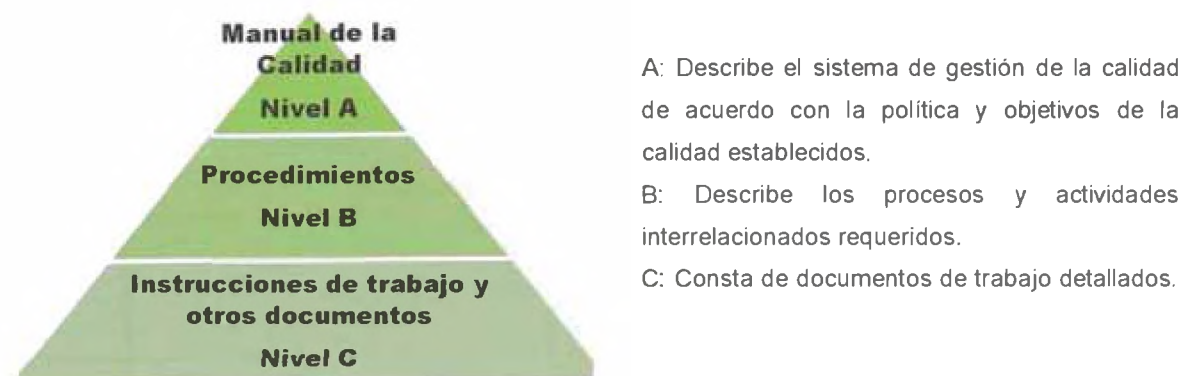 Manual de la
Calidad
Nivel A
Procedimientos
Nivel B
Instrucciones de trabajo y
otros documentos
Nivel C
A: Describe el sistema de gestión de la calidad
de acuerdo con la política y objetivos de la
calidad establecidos.
B: Describe los procesos y actividades
interrelacionados requeridos.
C: Consta de documentos de trabajo detallados.